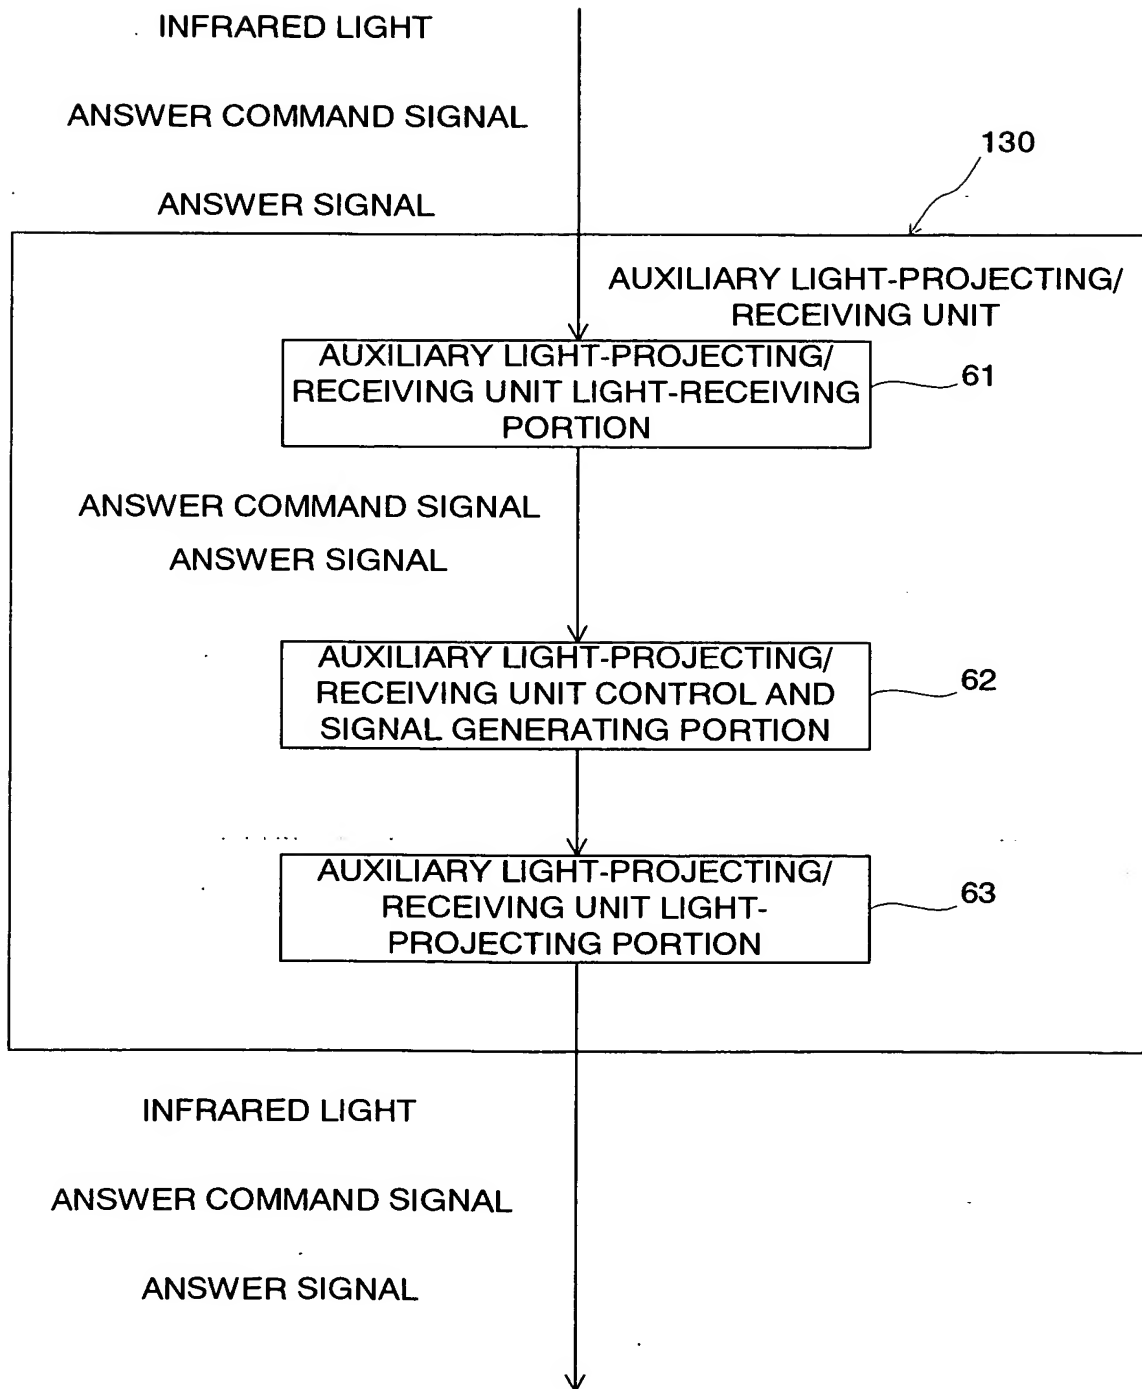 INFRARED LIGHT
ANSWER COMMAND SIGNAL
130
ANSWER SIGNAL
AUXILIARY LIGHT-PROJECTING/
RECEIVING UNIT
AUXILIARY LIGHT-PROJECTING/
RECEIVING UNIT LIGHT-RECEIVING
PORTION
61
ANSWER COMMAND SIGNAL
ANSWER SIGNAL
AUXILIARY LIGHT-PROJECTING/
RECEIVING UNIT CONTROL AND
SIGNAL GENERATING PORTION
62
AUXILIARY LIGHT-PROJECTING/
RECEIVING UNIT LIGHT-
PROJECTING PORTION
63
INFRARED LIGHT
ANSWER COMMAND SIGNAL
ANSWER SIGNAL